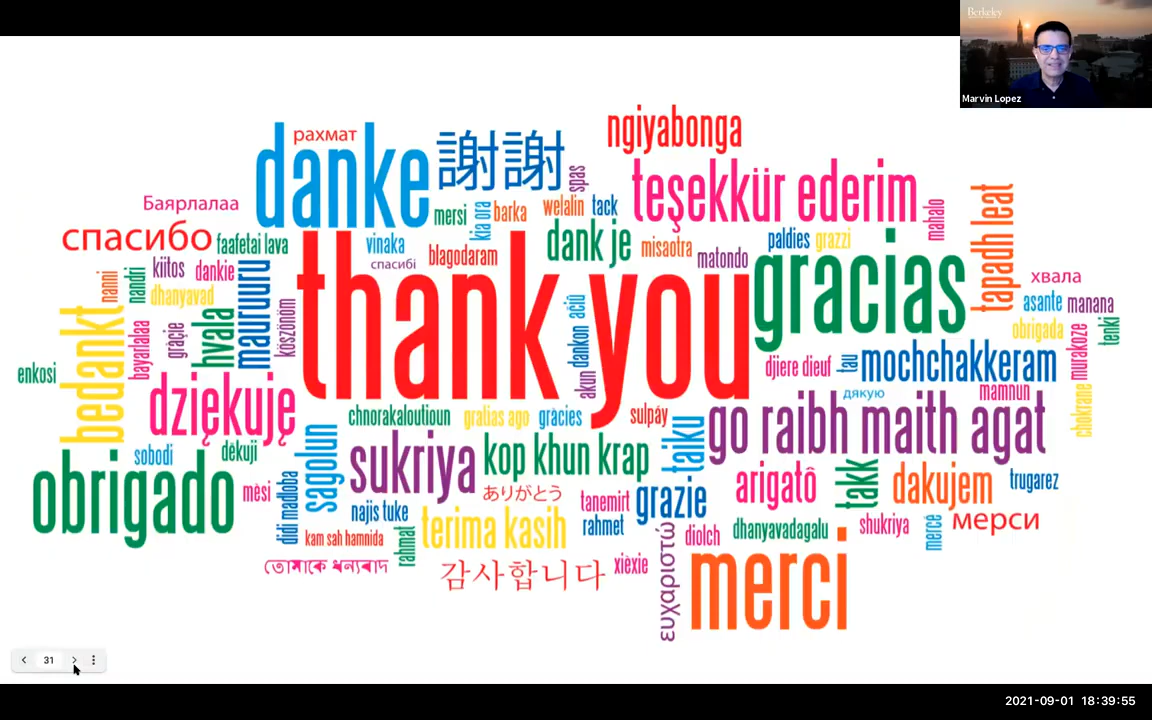 Berkeley
Marvin Lopez
ngiyabonga
рахмат
danke
謝謝
spas
teşekkür ederim
Баярлалаа
mersi
kia ora
barka
welalin
tack
mahalo
tapadh leat
спасибо
faafetai lava
vinaka
dank je
misaotra
paldies
grazzi
blagodaram
спасибі
matondo
gracias
kiitos
dankie
nanni
nandri
dhanyavad
mauruuru
thank you
хвала
asante
manana
obrigada
tenki
bedankt
bayarlalaa
gracie
hvala
köszönöm
dankon
aciū
akun
djiere dieuf
tau
mochchakkeram
murakoze
enkosi
dziękuję
chnorakaloutioun
gratias ago
gràcies
sulpáy
дякую
mamnun
chokrane
go raibh maith agat
sobodi
děkuji
sagolun
sukriya
kop khun krap
taiku
obrigado
mèsi
didi madloba
najis tuke
ありがとう
tanemirt
grazie
arigatô
takk
dakujem
trugarez
kam sah hamnida
rahmat
terima kasih
rahmet
diolch
dhanyavadagalu
shukriya
merce
мерси
তোমাকে ধন্যবাদ
감사합니다
xièxie
ευχαριστώ
merci
31
2021-09-01 18:39:55